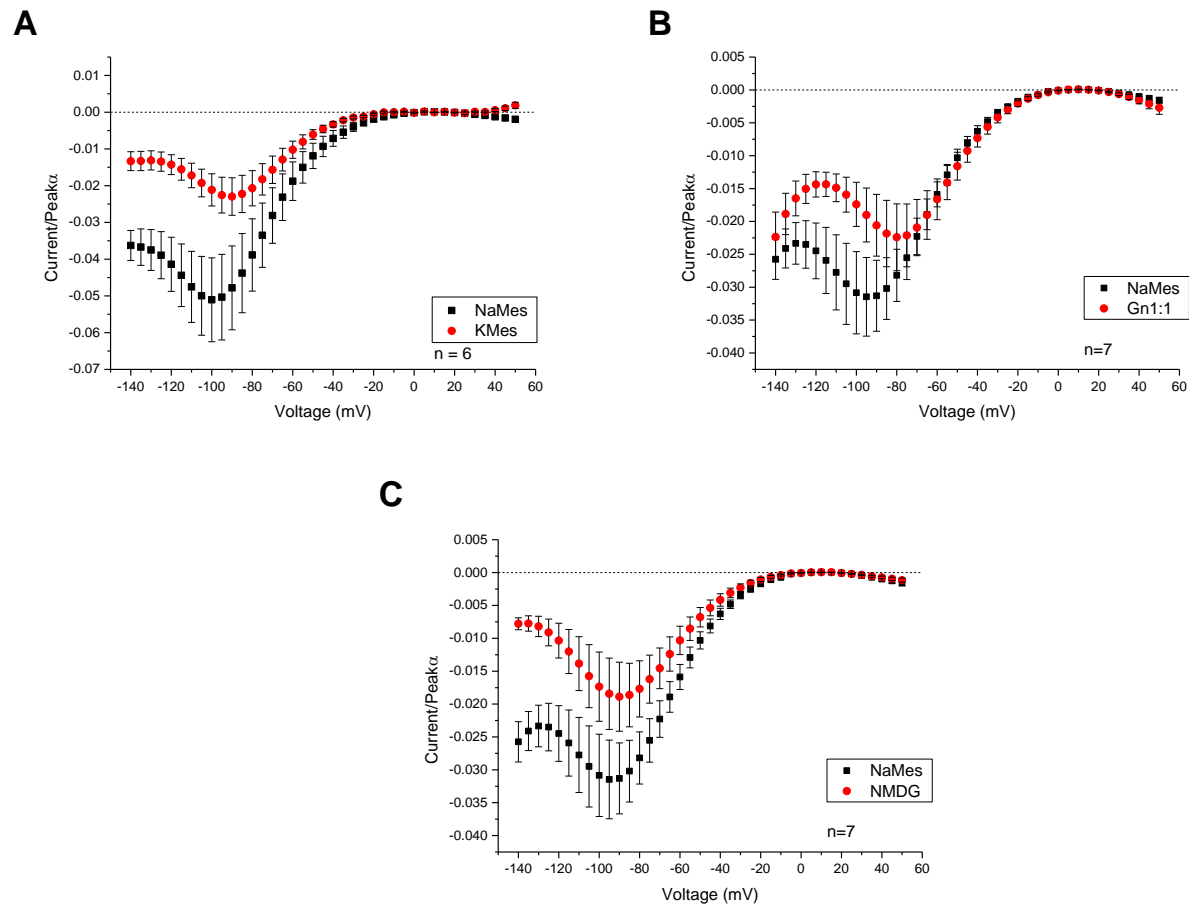 A
0.01
0.00
-0.01
-0.02
-0.03
-0.04
-0.05
-0.06
-0.07
Current/Peakα
-140 -120 -100 -80 -60 -40 -20 0 20 40 60
Voltage (mV)
NaMes
KMes
n = 6
B
0.005
0.000
-0.005
-0.010
-0.015
-0.020
-0.025
-0.030
-0.035
-0.040
Current/Peakα
-140 -120 -100 -80 -60 -40 -20 0 20 40 60
Voltage (mV)
NaMes
Gn1:1
n=7
C
0.005
0.000
-0.005
-0.010
-0.015
-0.020
-0.025
-0.030
-0.035
-0.040
Current/Peakα
-140 -120 -100 -80 -60 -40 -20 0 20 40 60
Voltage (mV)
NaMes
NMDG
n=7